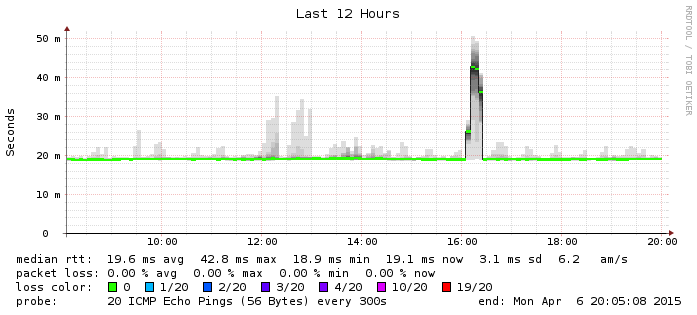 Last 12 Hours
RRDTOOL / TOBI OETIKER
Seconds
50 m
40 m
30 m
20 m
10 m
0
10:00 12:00 14:00 16:00 18:00 20:00
median rtt: 19.6 ms avg 42.8 ms max 18.9 ms min 19.1 ms now 3.1 ms sd 6.2 am/s
packet loss: 0.00 % avg 0.00 % max 0.00 % min 0.00 % now
loss color: 0 1/20 2/20 3/20 4/20 10/20 19/20
probe: 20 ICMP Echo Pings (56 Bytes) every 300s end: Mon Apr 6 20:05:08 2015